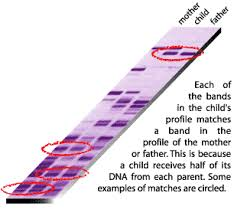 mother
child
father
Each of
the bands
in the child's
profile matches
a band in the
profile of the mother
or father. This is because
a child receives half of its
DNA from each parent. Some
examples of matches are circled.